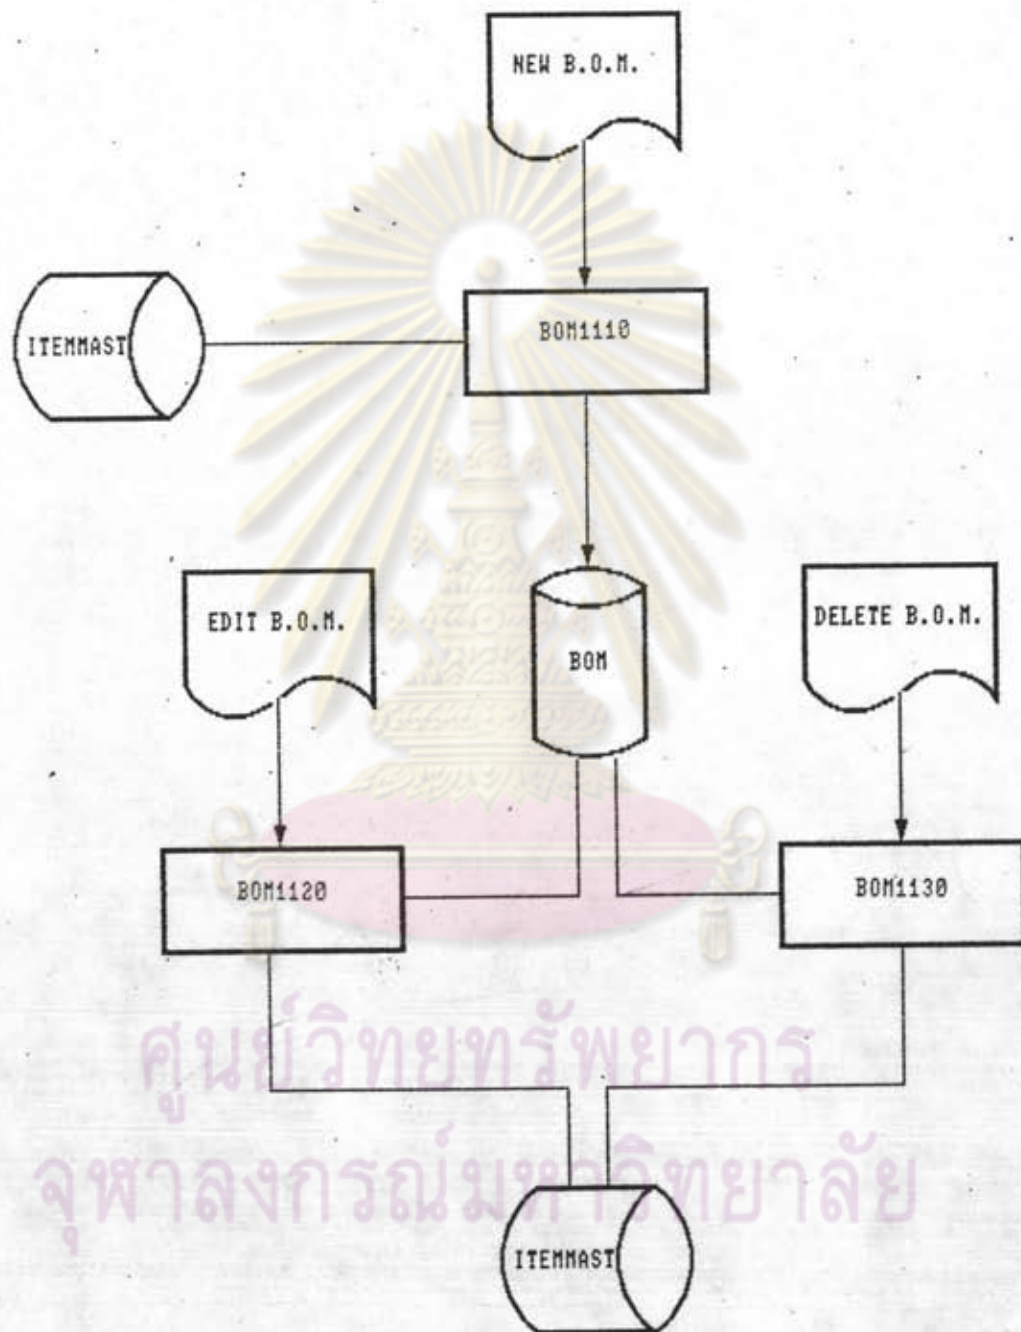 NEW B.O.M.
BOM1110
ITEMMAST
EDIT B.O.M.
BOM
DELETE B.O.M.
BOM1120
BOM1130
ศูนย์วิทยทรัพยากร
จุฬาลงกรณ์มหาวิทยาลัย
ITEMMAST